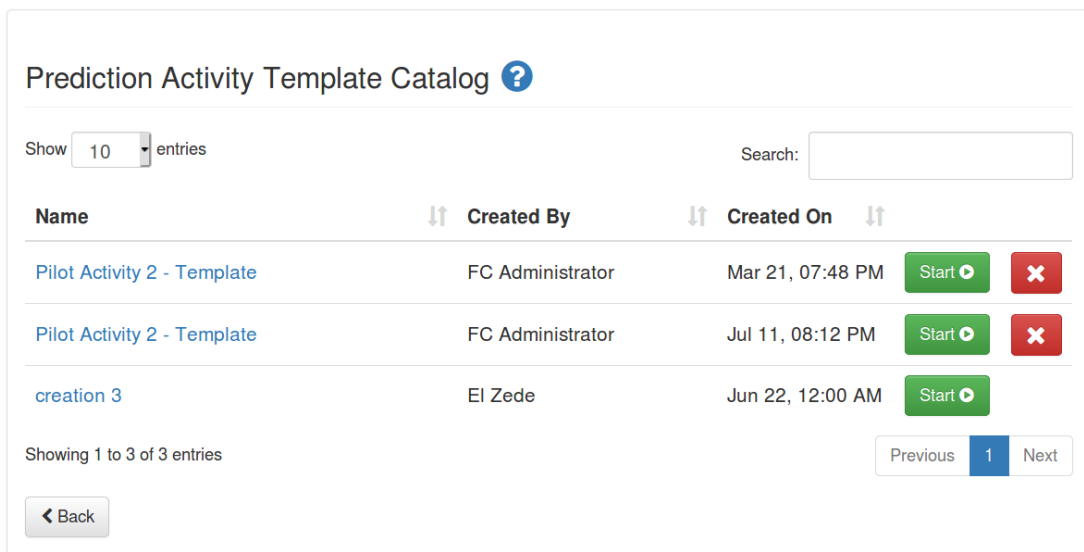 Prediction Activity Template Catalog ?
Show 10 entries Search:
Name Created By Created On
Pilot Activity 2 - Template FC Administrator Mar 21, 07:48 PM Start
Pilot Activity 2 - Template FC Administrator Jul 11, 08:12 PM Start
creation 3 El Zede Jun 22, 12:00 AM Start
Showing 1 to 3 of 3 entries Previous 1 Next
Back